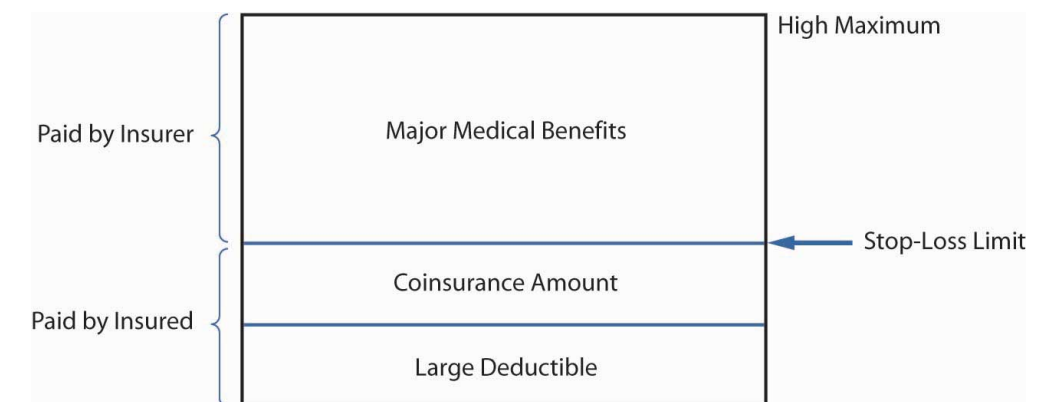 High Maximum
Paid by Insurer
Major Medical Benefits
Stop-Loss Limit
Coinsurance Amount
Paid by Insured
Large Deductible